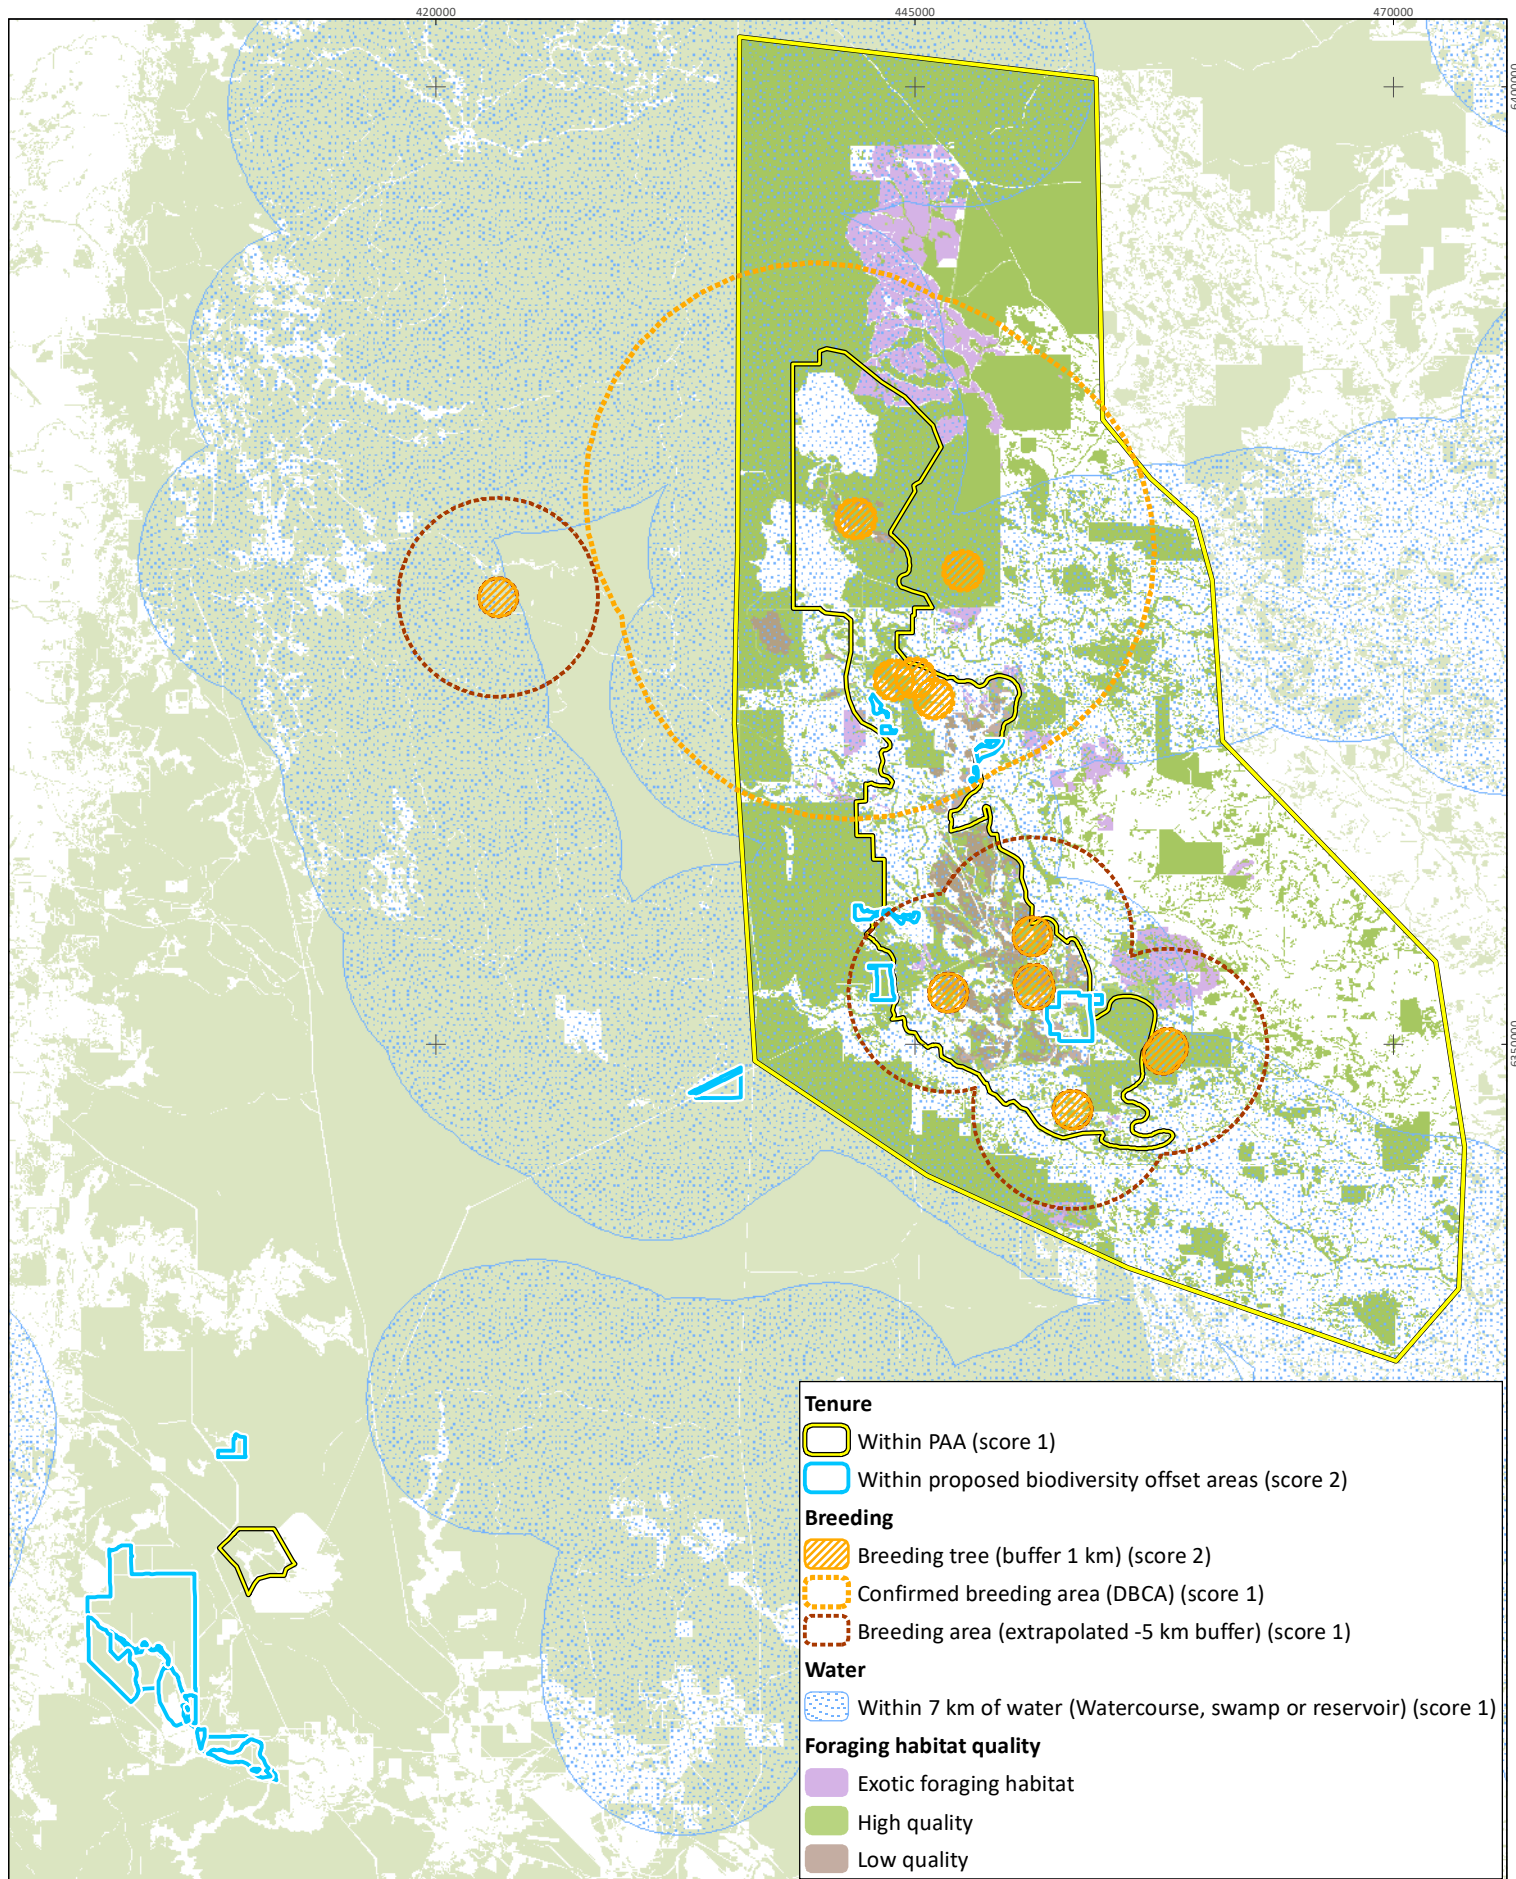 420000
445000
470000
6400000
6350000
Tenure
Within PAA (score 1)
Within proposed biodiversity offset areas (score 2)
Breeding
Breeding tree (buffer 1 km) (score 2)
Confirmed breeding area (DBCA) (score 1)
Breeding area (extrapolated -5 km buffer) (score 1)
Water
Within 7 km of water (Watercourse, swamp or reservoir) (score 1)
Foraging habitat quality
Exotic foraging habitat
High quality
Low quality